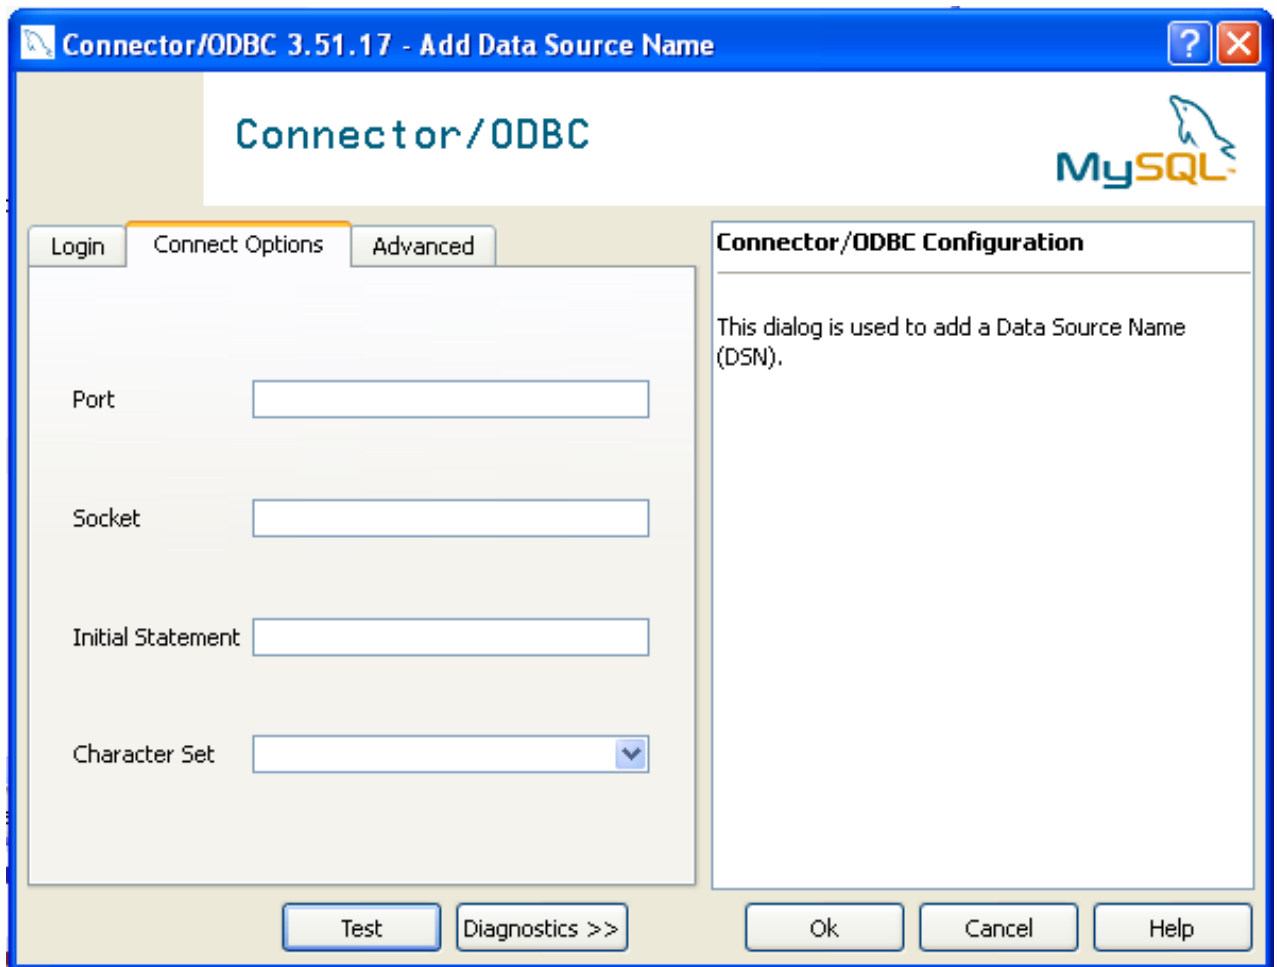 Connector/ODBC 3.51.17 - Add Data Source Name
?
Connector/ODBC
MySQL
Login
Connect Options
Advanced
Port
Socket
Initial Statement
Character Set
Connector/ODBC Configuration
This dialog is used to add a Data Source Name
(DSN).
Test
Diagnostics >>
Ok
Cancel
Help